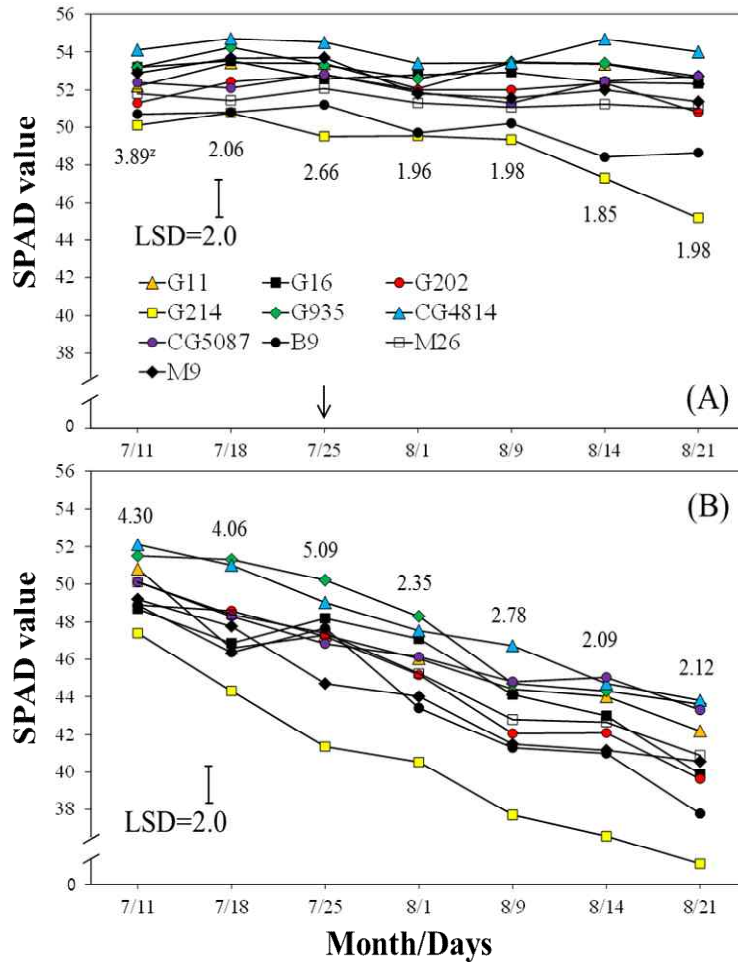 56
54
52
50
48
46
44
42
40
38
0
SPAD value
3.89ᶻ 2.06 2.66 1.96 1.98 1.85 1.98
LSD=2.0
G11 G16 G202
G214 G935 CG4814
CG5087 B9 M26
M9
(A)
7/11 7/18 7/25 8/1 8/9 8/14 8/21
56
54
52
50
48
46
44
42
40
38
0
SPAD value
(B)
4.30 4.06 5.09 2.35 2.78 2.09 2.12
LSD=2.0
7/11 7/18 7/25 8/1 8/9 8/14 8/21
Month/Days